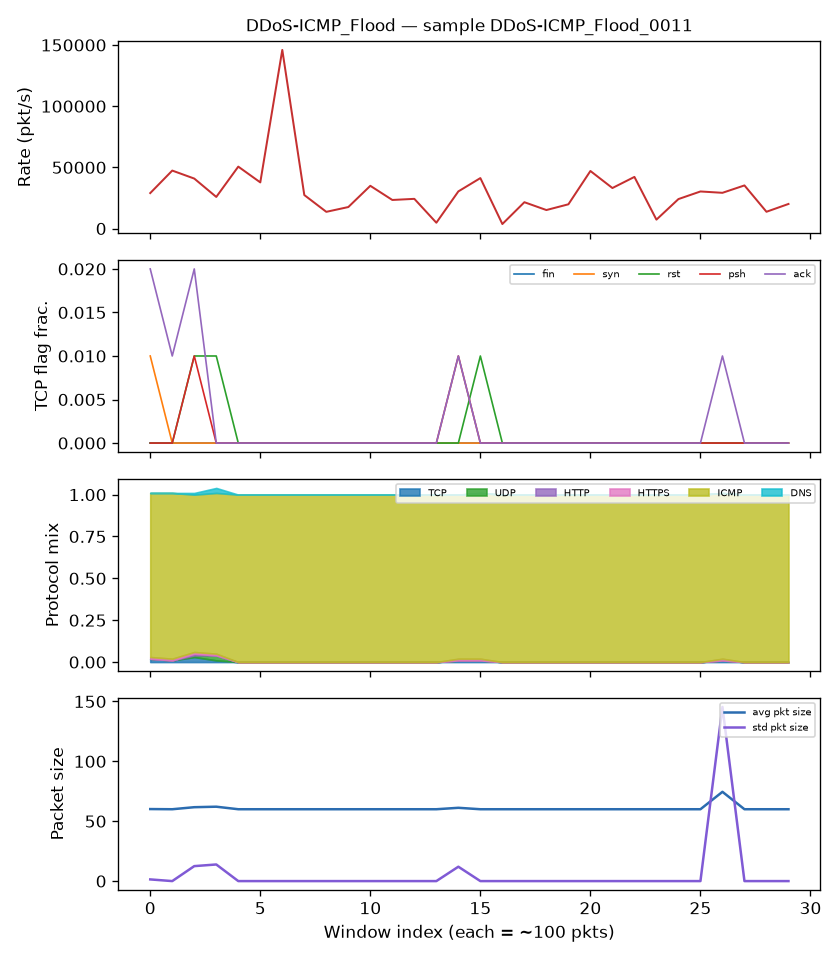 DDoS-ICMP_Flood — sample DDoS-ICMP_Flood_0011
150000
100000
50000
0
Rate (pkt/s)
0.020
0.015
0.010
0.005
0.000
TCP flag frac.
fin syn rst psh ack
1.00
0.75
0.50
0.25
0.00
Protocol mix
TCP UDP HTTP HTTPS ICMP DNS
150
100
50
0
Packet size
avg pkt size
std pkt size
0 5 10 15 20 25 30
Window index (each = ~100 pkts)